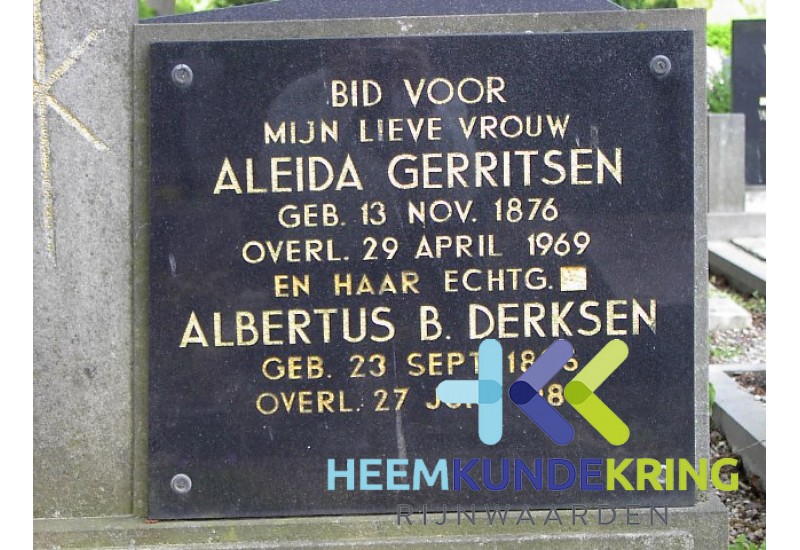 BID VOOR
MIJN LIEVE VROUW
ALEIDA GERRITSEN
GEB. 13 NOV. 1876
OVERL. 29 APRIL 1969
EN HAAR ECHTG.
ALBERTUS B. DERKSEN
GEB. 23 SEPT.
OVERL. 27
HEEMKUNDEKRING
RIJNWAARDEN